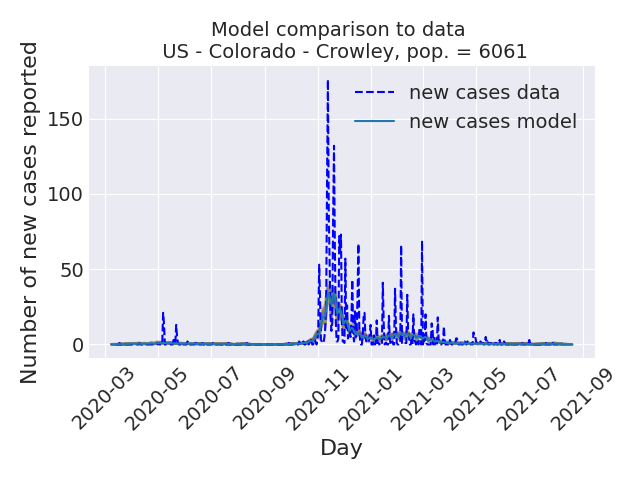 Model comparison to data
US - Colorado - Crowley, pop. = 6061
new cases data
new cases model
Number of new cases reported
150
100
50
0
2020-03
2020-05
2020-07
2020-09
2020-11
2021-01
2021-03
2021-05
2021-07
2021-09
Day